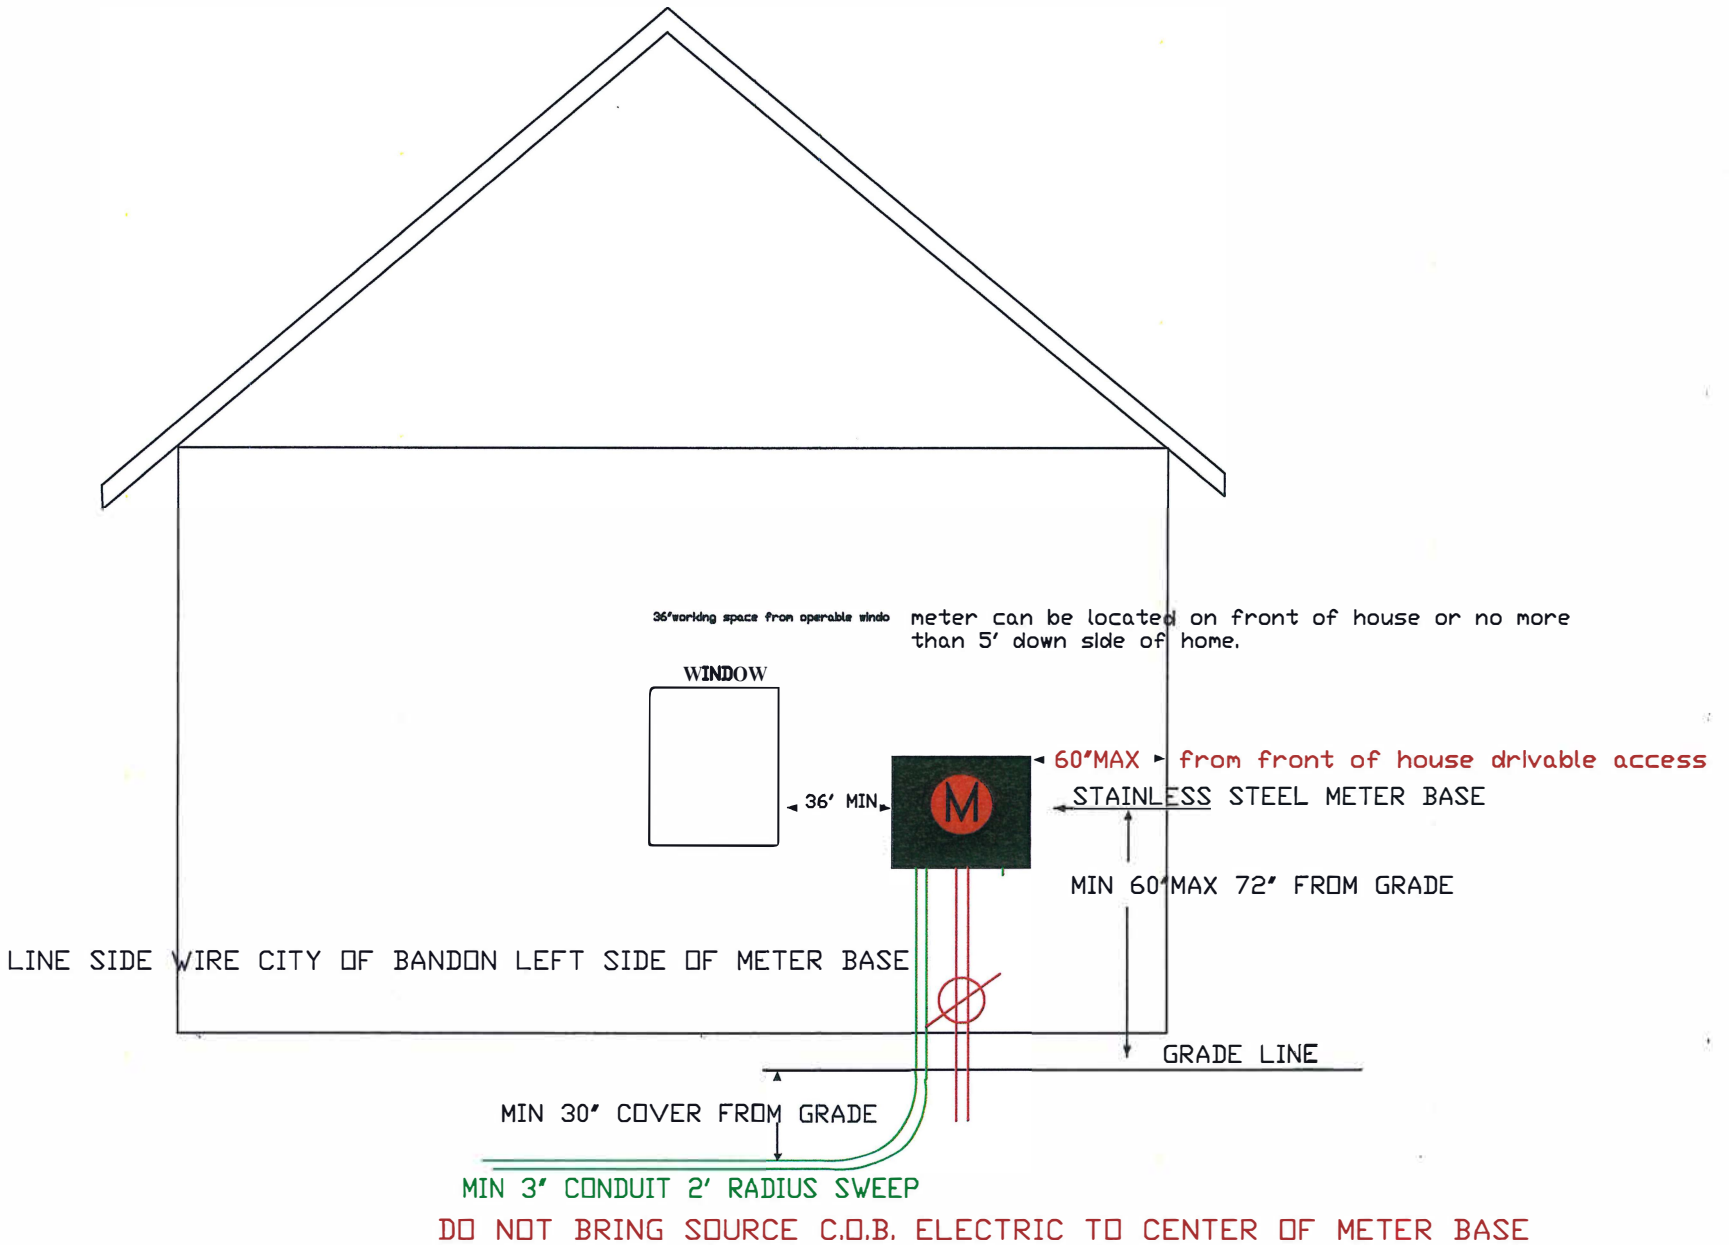 36"working space from operable windo
meter can be located on front of house or no more
than 5' down side of home.
WINDOW
60"MAX from front of house drivable access
36' MIN.
M
STAINLESS STEEL METER BASE
MIN 60"MAX 72" FROM GRADE
LINE SIDE WIRE CITY OF BANDON LEFT SIDE OF METER BASE
GRADE LINE
MIN 30" COVER FROM GRADE
MIN 3" CONDUIT 2' RADIUS SWEEP
DO NOT BRING SOURCE C.O.B. ELECTRIC TO CENTER OF METER BASE